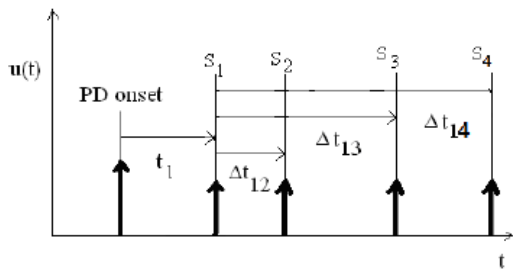 u(t)
S1 S2 S3 S4
PD onset
t1
Δt12
Δt13
Δt14
t